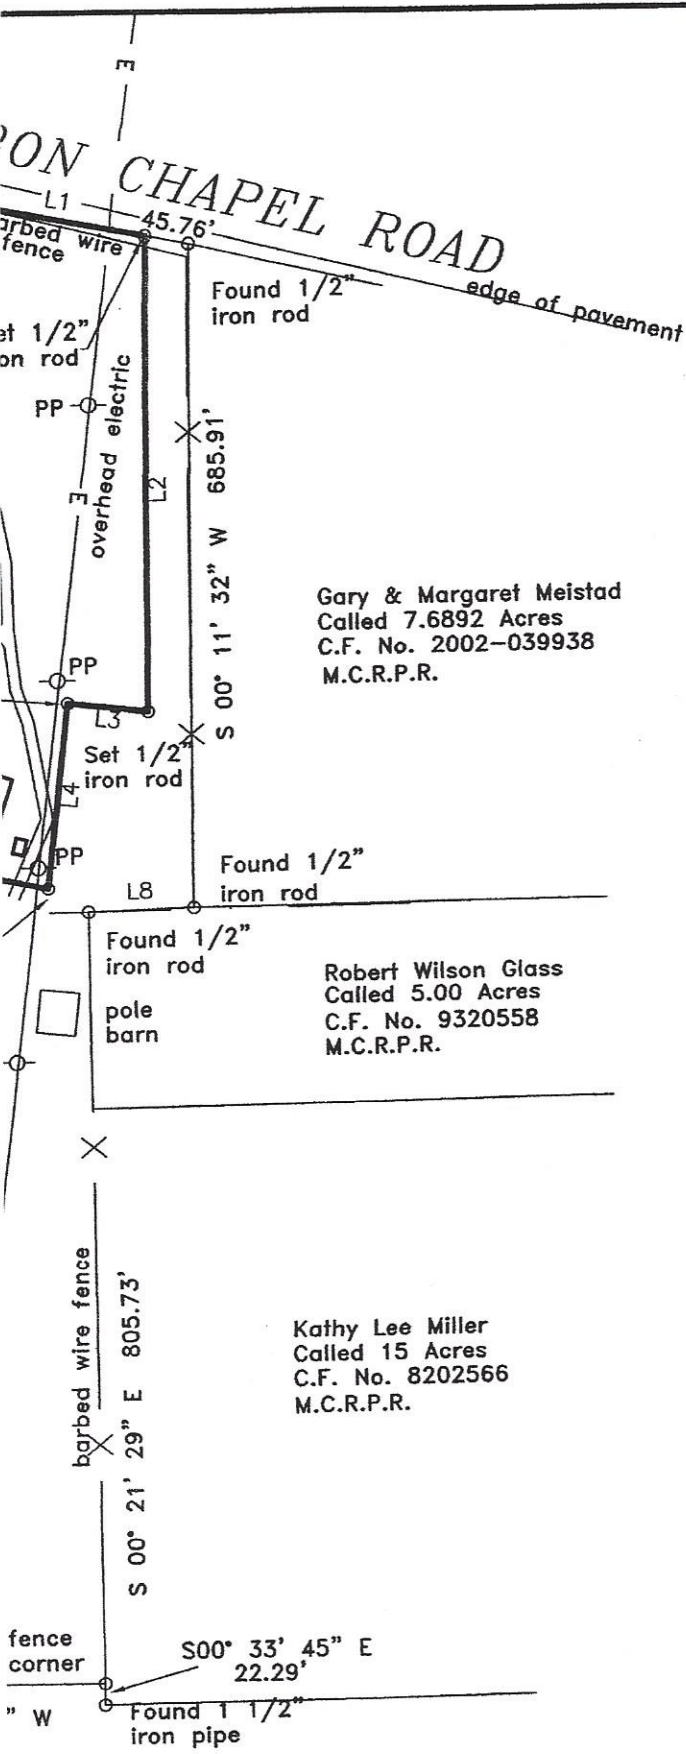 E
CHAPEL ROAD
L1
45.76'
wire
fence
Found 1/2"
iron rod
edge of pavement
1/2"
rod
PP
overhead electric
E
L2
S 00° 11' 32" W 685.91'
Gary & Margaret Meistad
Called 7.6892 Acres
C.F. No. 2002-039938
M.C.R.P.R.
PP
L3
Set 1/2"
iron rod
L4
PP
Found 1/2"
iron rod
L8
Found 1/2"
iron rod
pole
barn
Robert Wilson Glass
Called 5.00 Acres
C.F. No. 9320558
M.C.R.P.R.
barbed wire fence
S 00° 21' 29" E 805.73'
Kathy Lee Miller
Called 15 Acres
C.F. No. 8202566
M.C.R.P.R.
fence
corner
S00° 33' 45" E
22.29'
" W
Found 1 1/2"
iron pipe